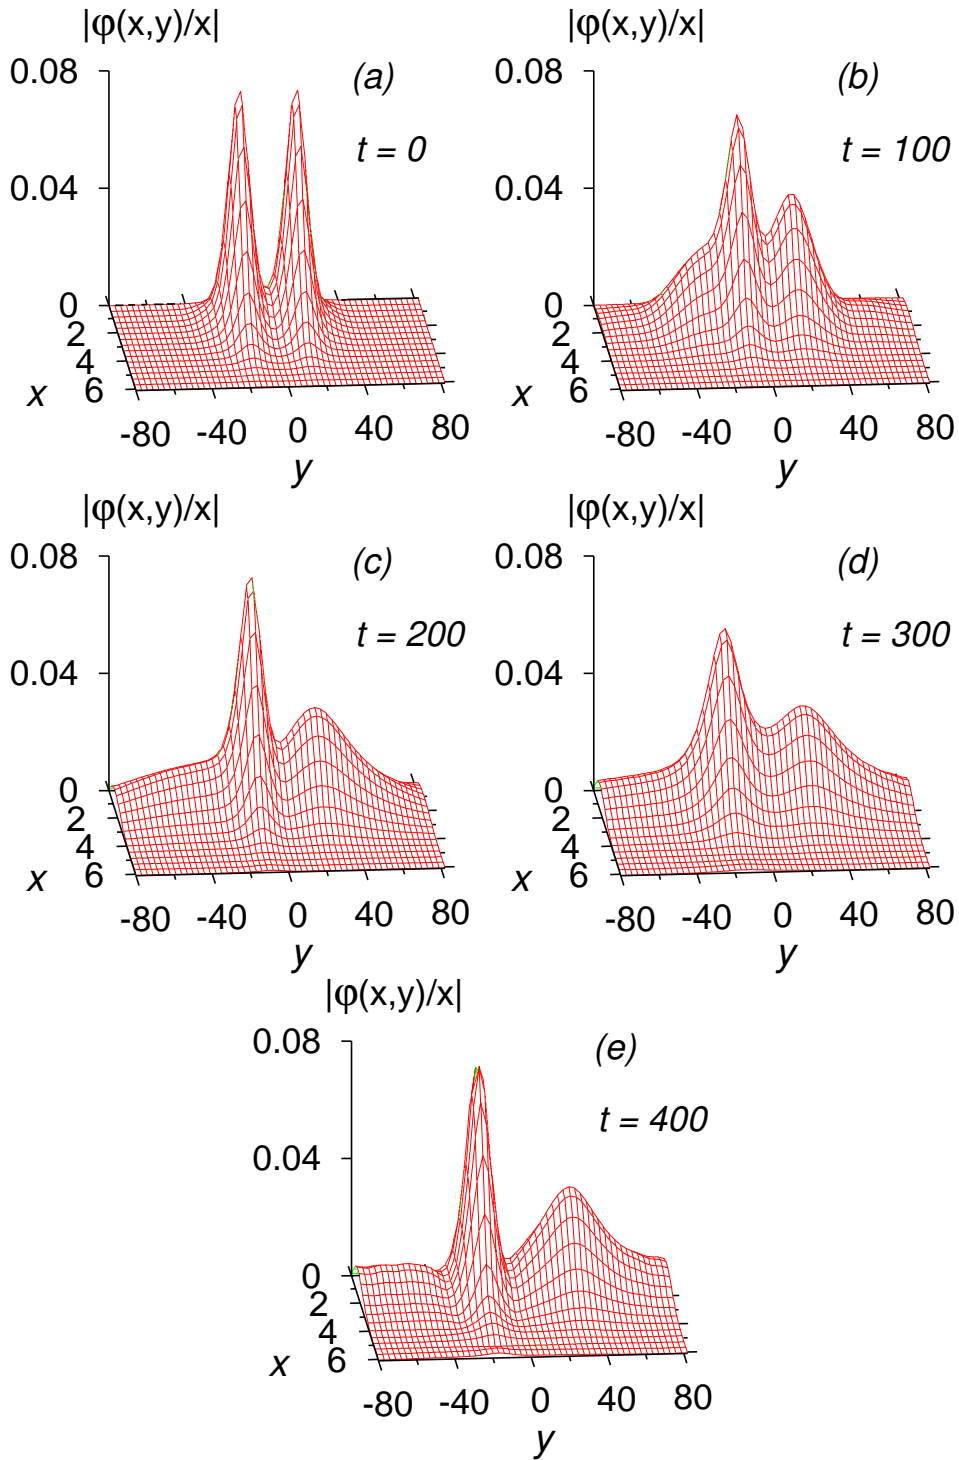 |φ(x,y)/x|
0.08
(a)
t = 0
0.04
0
2
4
6
x
-80 -40 0 40 80
y
|φ(x,y)/x|
0.08
(b)
t = 100
0.04
0
2
4
6
x
-80 -40 0 40 80
y
|φ(x,y)/x|
0.08
(c)
t = 200
0.04
0
2
4
6
x
-80 -40 0 40 80
y
|φ(x,y)/x|
0.08
(d)
t = 300
0.04
0
2
4
6
x
-80 -40 0 40 80
y
|φ(x,y)/x|
0.08
(e)
t = 400
0.04
0
2
4
6
x
-80 -40 0 40 80
y